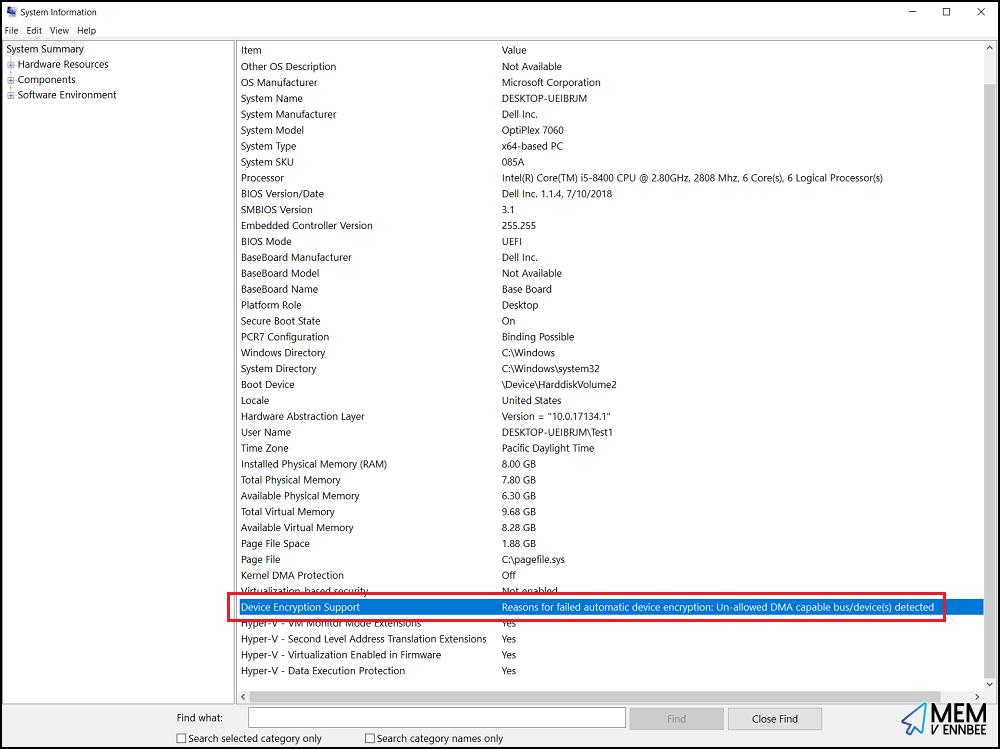 System Information
File Edit View Help
System Summary
Hardware Resources
Components
Software Environment
Item Value
Other OS Description Not Available
OS Manufacturer Microsoft Corporation
System Name DESKTOP-UEIBRJM
System Manufacturer Dell Inc.
System Model OptiPlex 7060
System Type x64-based PC
System SKU 085A
Processor Intel(R) Core(TM) i5-8400 CPU @ 2.80GHz, 2808 Mhz, 6 Core(s), 6 Logical Processor(s)
BIOS Version/Date Dell Inc. 1.1.4, 7/10/2018
SMBIOS Version 3.1
Embedded Controller Version 255.255
BIOS Mode UEFI
BaseBoard Manufacturer Dell Inc.
BaseBoard Model Not Available
BaseBoard Name Base Board
Platform Role Desktop
Secure Boot State On
PCR7 Configuration Binding Possible
Windows Directory C:\Windows
System Directory C:\Windows\system32
Boot Device \Device\HarddiskVolume2
Locale United States
Hardware Abstraction Layer Version = "10.0.17134.1"
User Name DESKTOP-UEIBRJM\Test1
Time Zone Pacific Daylight Time
Installed Physical Memory (RAM) 8.00 GB
Total Physical Memory 7.80 GB
Available Physical Memory 6.30 GB
Total Virtual Memory 9.68 GB
Available Virtual Memory 8.28 GB
Page File Space 1.88 GB
Page File C:\pagefile.sys
Kernel DMA Protection Off
Virtualization-based security Not enabled
Device Encryption Support Reasons for failed automatic device encryption: Un-allowed DMA capable bus/device(s) detected
Hyper-V - VM Monitor Mode Extensions Yes
Hyper-V - Second Level Address Translation Extensions Yes
Hyper-V - Virtualization Enabled in Firmware Yes
Hyper-V - Data Execution Protection Yes
Find what: Find Close Find
Search selected category only Search category names only
MEM
V ENNBEE